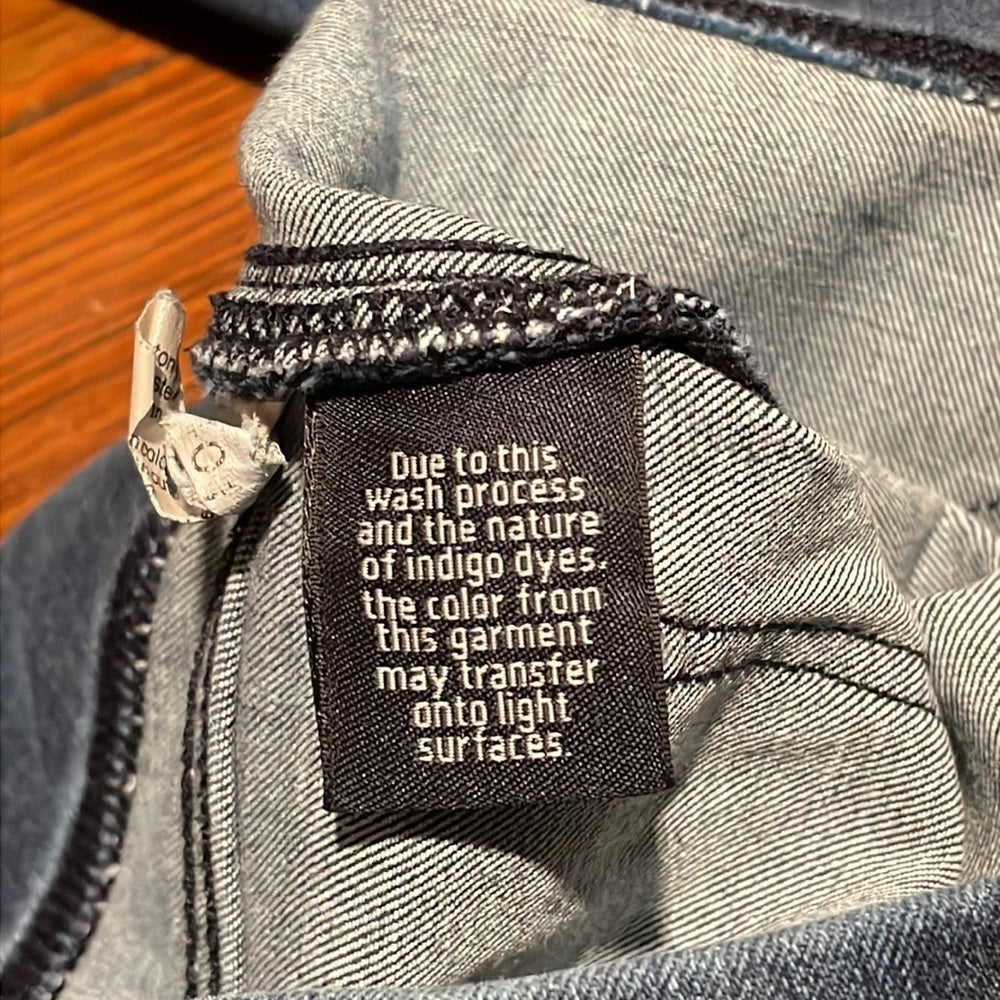 Due to this
wash process
and the nature
of indigo dyes,
the color from
this garment
may transfer
onto light
surfaces.